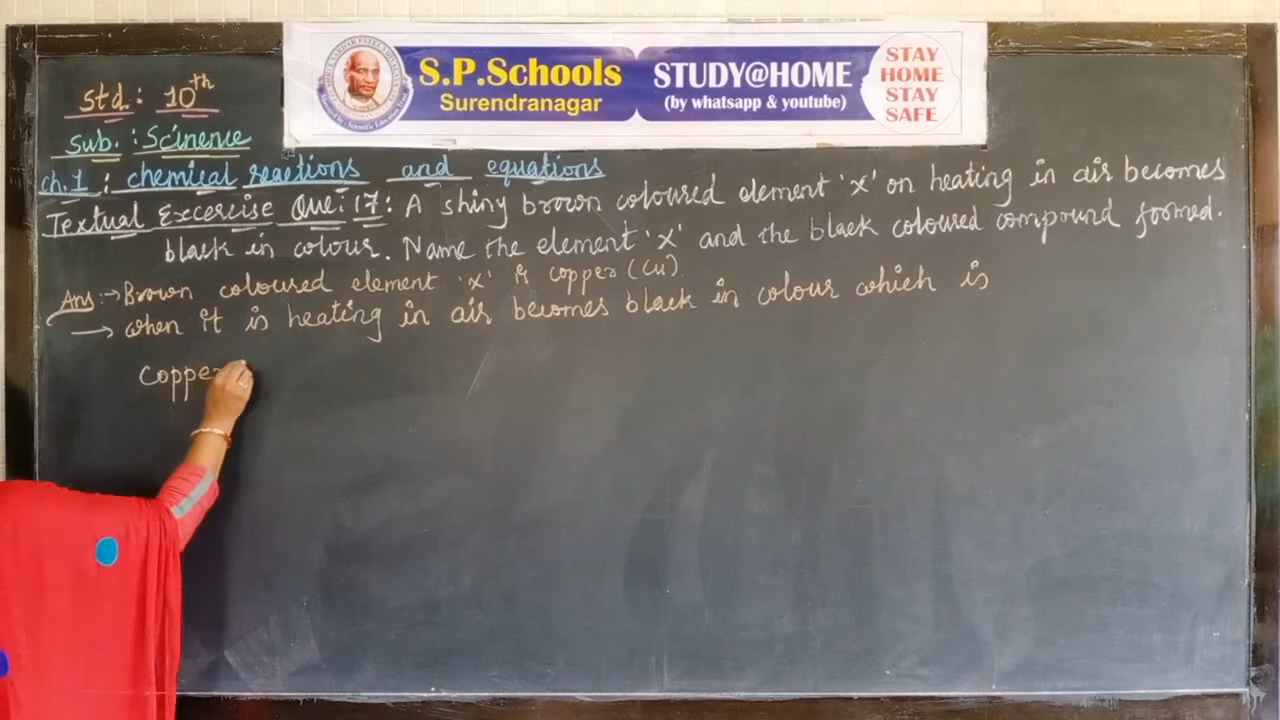 S.P.Schools
Surendranagar
STUDY@HOME
(by whatsapp & youtube)
STAY
HOME
STAY
SAFE
Std. : 10th
Sub. : Scinence
ch.1 : chemical reactions and equations
Textual Excercise Que : 17 : A shiny brown coloured element 'x' on heating in air becomes
black in colour. Name the element 'x' and the black coloured compound formed.
Ans :→ Brown coloured element 'x' is copper (Cu).
→ when it is heating in air becomes black in colour which is
Copper